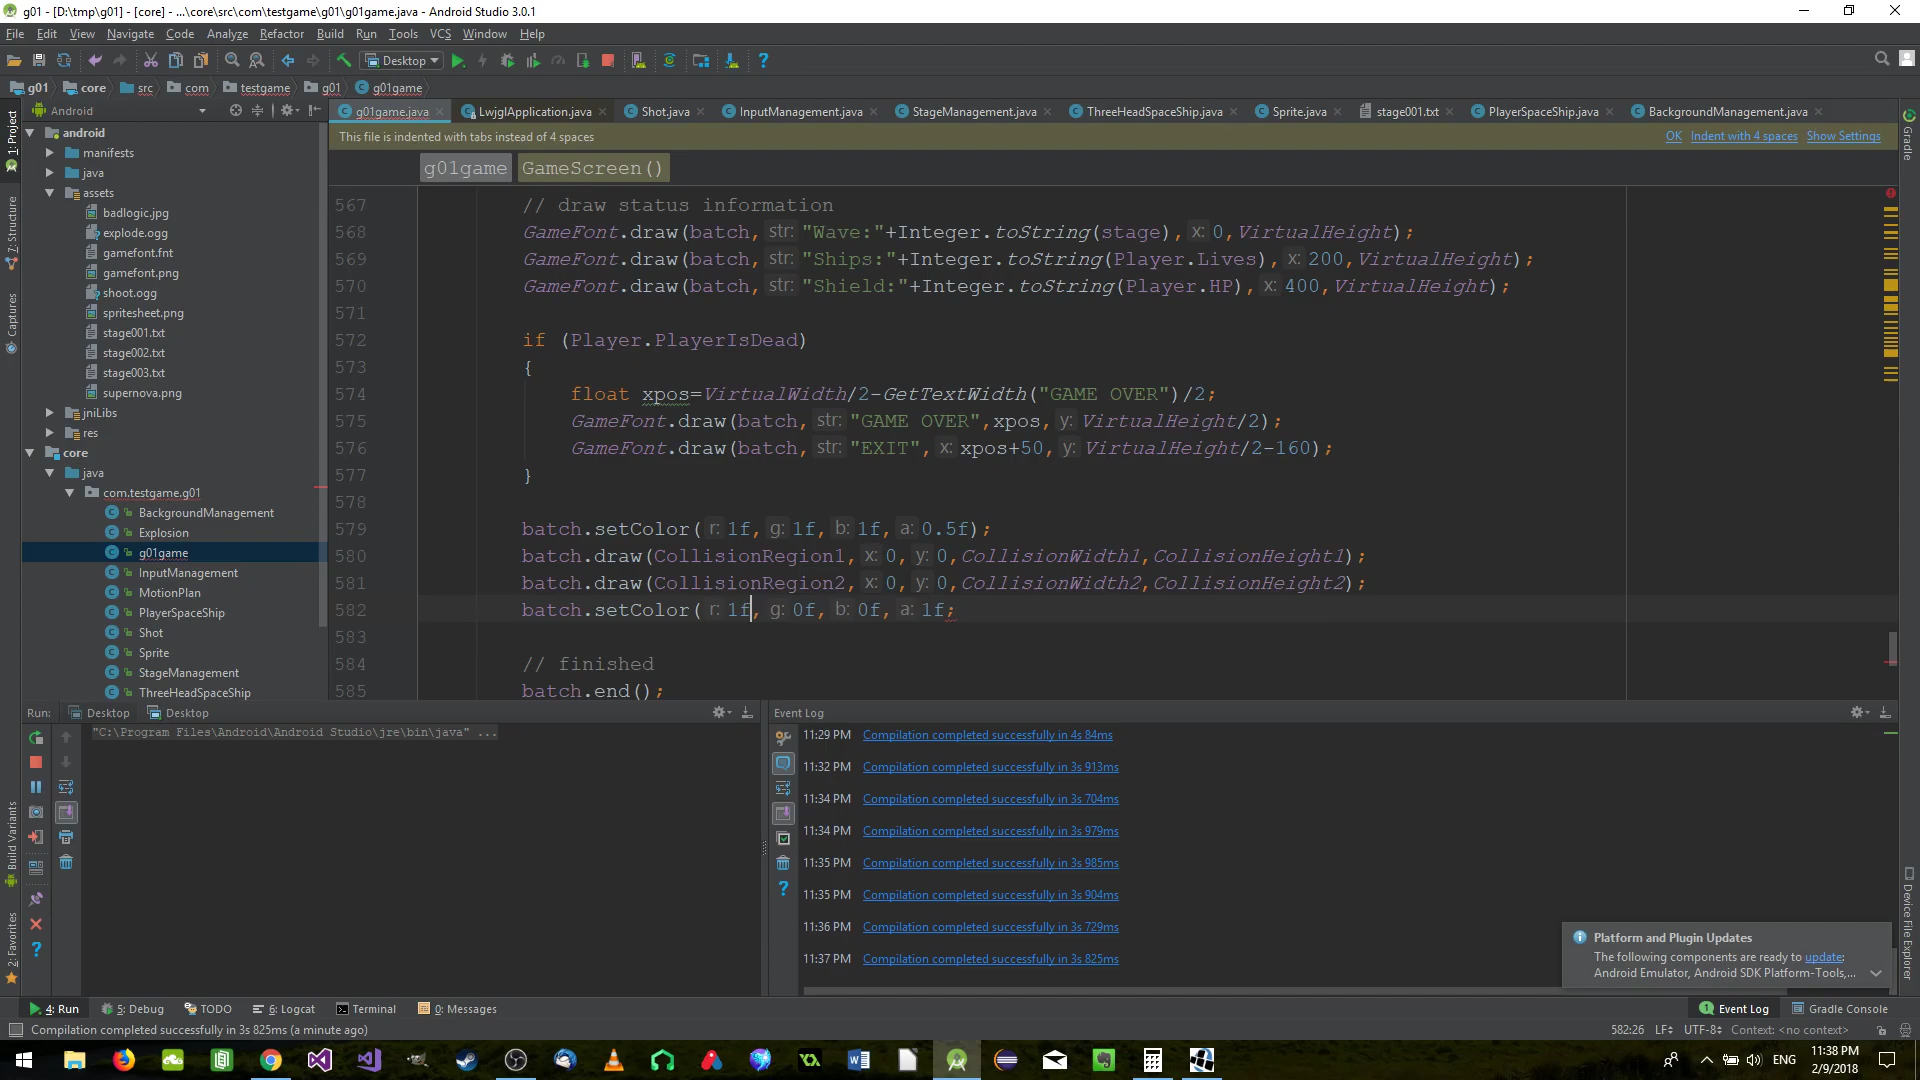 g01 - [D:\tmp\g01] - [core] - ...\core\src\com\testgame\g01\g01game.java - Android Studio 3.0.1
File Edit View Navigate Code Analyze Refactor Build Run Tools VCS Window Help
Desktop
g01 core src com testgame g01 g01game
Android
g01game.java LwjglApplication.java Shot.java InputManagement.java StageManagement.java ThreeHeadSpaceShip.java Sprite.java stage001.txt PlayerSpaceShip.java BackgroundManagement.java
This file is indented with tabs instead of 4 spaces OK Indent with 4 spaces Show Settings
g01game GameScreen()
1: Project
7: Structure
Captures
Build Variants
2: Favorites
Gradle
Device File Explorer
android
manifests
java
assets
badlogic.jpg
explode.ogg
gamefont.fnt
gamefont.png
shoot.ogg
spritesheet.png
stage001.txt
stage002.txt
stage003.txt
supernova.png
jniLibs
res
core
java
com.testgame.g01
BackgroundManagement
Explosion
g01game
InputManagement
MotionPlan
PlayerSpaceShip
Shot
Sprite
StageManagement
ThreeHeadSpaceShip
567 // draw status information
568 GameFont.draw(batch, str: "Wave:"+Integer.toString(stage), x: 0,VirtualHeight);
569 GameFont.draw(batch, str: "Ships:"+Integer.toString(Player.Lives), x: 200,VirtualHeight);
570 GameFont.draw(batch, str: "Shield:"+Integer.toString(Player.HP), x: 400,VirtualHeight);
571
572 if (Player.PlayerIsDead)
573 {
574 float xpos=VirtualWidth/2-GetTextWidth("GAME OVER")/2;
575 GameFont.draw(batch, str: "GAME OVER",xpos, y: VirtualHeight/2);
576 GameFont.draw(batch, str: "EXIT", x: xpos+50, y: VirtualHeight/2-160);
577 }
578
579 batch.setColor( r: 1f, g: 1f, b: 1f, a: 0.5f);
580 batch.draw(CollisionRegion1, x: 0, y: 0,CollisionWidth1,CollisionHeight1);
581 batch.draw(CollisionRegion2, x: 0, y: 0,CollisionWidth2,CollisionHeight2);
582 batch.setColor( r: 1f, g: 0f, b: 0f, a: 1f;
583
584 // finished
585 batch.end();
Run: Desktop Desktop
"C:\Program Files\Android\Android Studio\jre\bin\java" ...
Event Log
11:29 PM Compilation completed successfully in 4s 84ms
11:32 PM Compilation completed successfully in 3s 913ms
11:34 PM Compilation completed successfully in 3s 704ms
11:34 PM Compilation completed successfully in 3s 979ms
11:35 PM Compilation completed successfully in 3s 985ms
11:35 PM Compilation completed successfully in 3s 904ms
11:36 PM Compilation completed successfully in 3s 729ms
11:37 PM Compilation completed successfully in 3s 825ms
Platform and Plugin Updates
The following components are ready to update:
Android Emulator, Android SDK Platform-Tools,...
4: Run 5: Debug TODO 6: Logcat Terminal 0: Messages 1 Event Log Gradle Console
Compilation completed successfully in 3s 825ms (a minute ago) 582:26 LF UTF-8 Context: <no context>
ENG 11:38 PM
2/9/2018